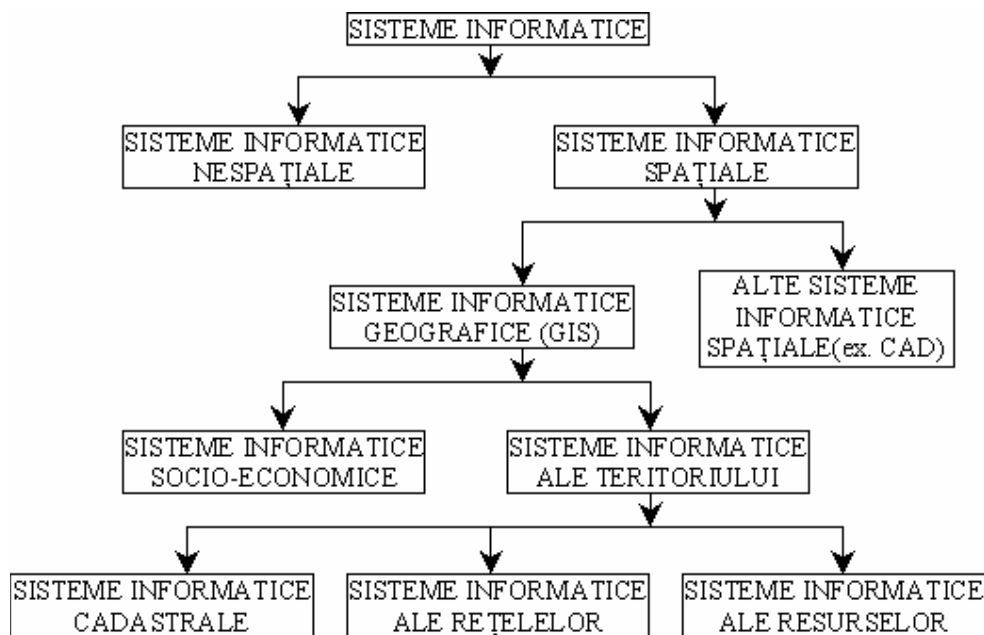 SISTEME INFORMATICE
SISTEME INFORMATICE
NESPAȚIALE
SISTEME INFORMATICE
SPAȚIALE
SISTEME INFORMATICE
GEOGRAFICE (GIS)
ALTE SISTEME
INFORMATICE
SPAȚIALE(ex. CAD)
SISTEME INFORMATICE
SOCIO-ECONOMICE
SISTEME INFORMATICE
ALE TERITORIULUI
SISTEME INFORMATICE
CADASTRALE
SISTEME INFORMATICE
ALE REȚELELOR
SISTEME INFORMATICE
ALE RESURSELOR